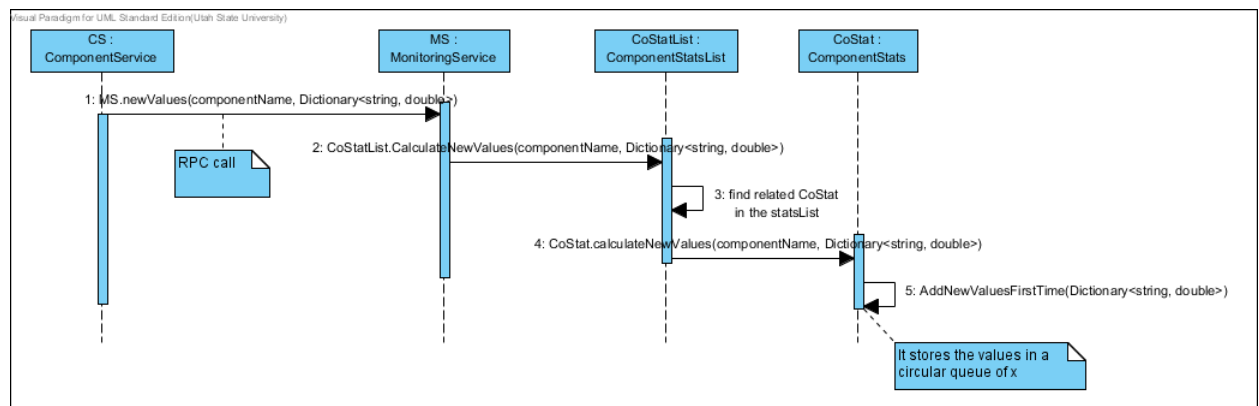 Visual Paradigm for UML Standard Edition(Utah State University)
CS :
ComponentService
MS :
MonitoringService
CoStatList :
ComponentStatsList
CoStat :
ComponentStats
1: MS.newValues(componentName, Dictionary<string, double>)
RPC call
2: CoStatList.CalculateNewValues(componentName, Dictionary<string, double>)
3: find related CoStat
in the statsList
4: CoStat.calculateNewValues(componentName, Dictionary<string, double>)
5: AddNewValuesFirstTime(Dictionary<string, double>)
It stores the values in a
circular queue of x